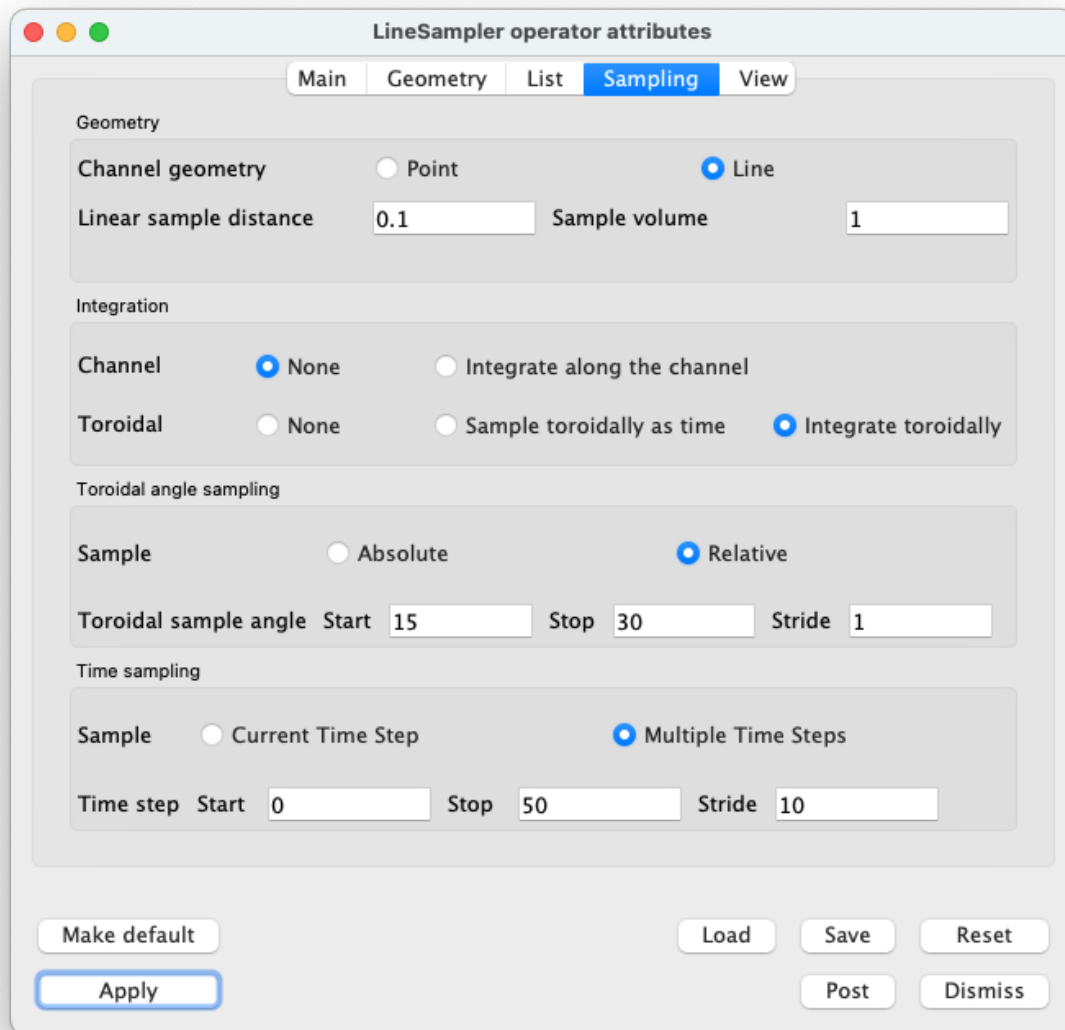 LineSampler operator attributes
Main Geometry List Sampling View
Geometry
Channel geometry Point Line
Linear sample distance 0.1 Sample volume 1
Integration
Channel None Integrate along the channel
Toroidal None Sample toroidally as time Integrate toroidally
Toroidal angle sampling
Sample Absolute Relative
Toroidal sample angle Start 15 Stop 30 Stride 1
Time sampling
Sample Current Time Step Multiple Time Steps
Time step Start 0 Stop 50 Stride 10
Make default Load Save Reset
Apply Post Dismiss